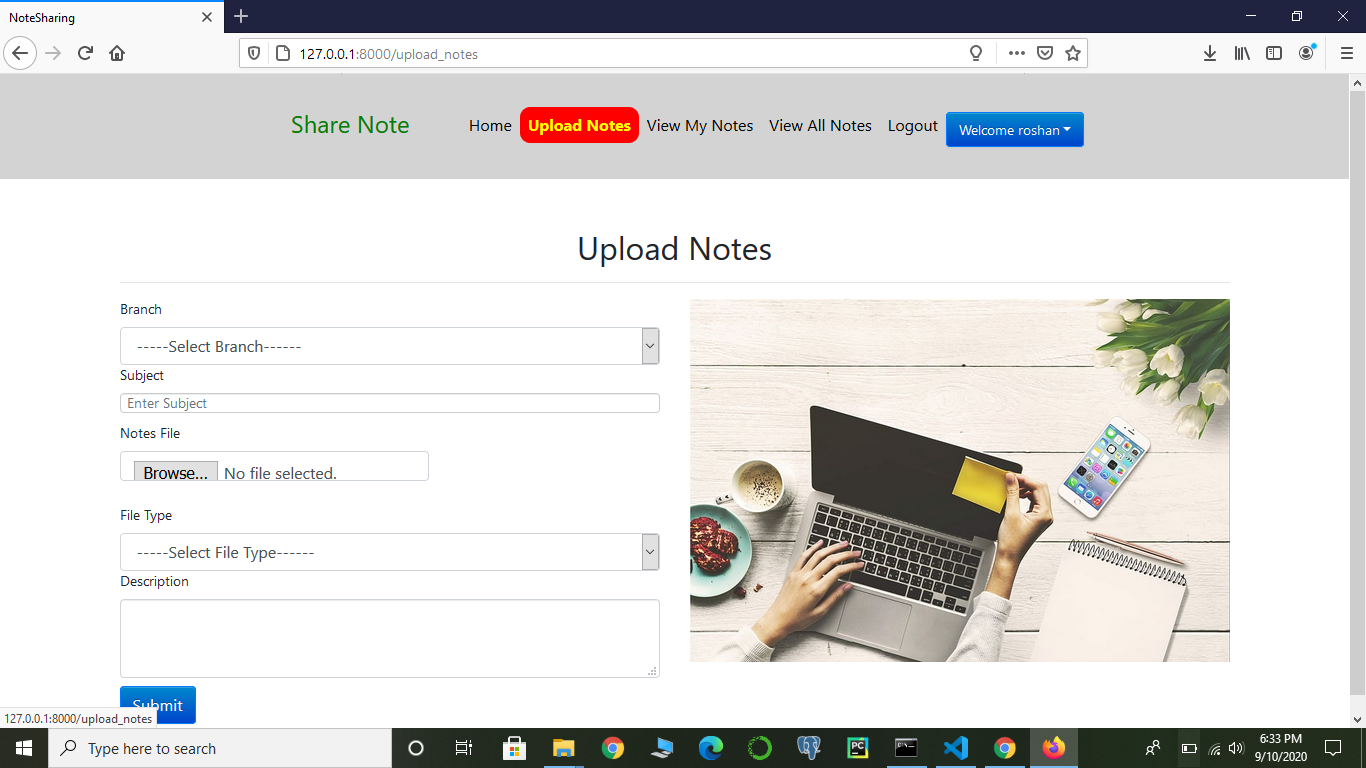 NoteSharing
127.0.0.1:8000/upload_notes
Share Note Home Upload Notes View My Notes View All Notes Logout Welcome roshan
Upload Notes
Branch
-----Select Branch------
Subject
Enter Subject
Notes File
Browse... No file selected.
File Type
-----Select File Type------
Description
Submit
127.0.0.1:8000/upload_notes
Type here to search
6:33 PM
9/10/2020